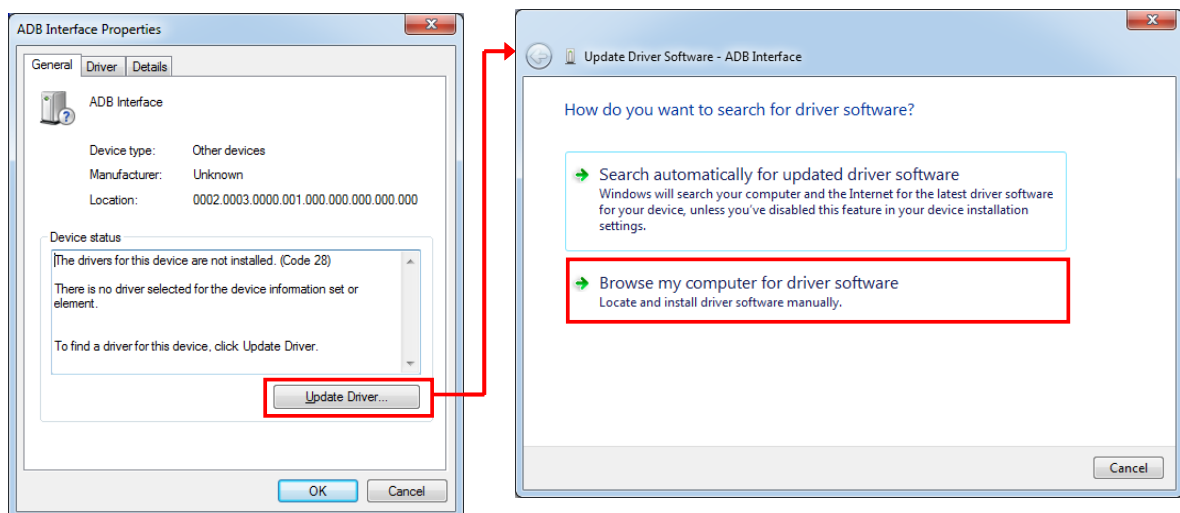 ADB Interface Properties
General
Driver
Details
ADB Interface
Device type: Other devices
Manufacturer: Unknown
Location: 0002.0003.0000.001.000.000.000.000.000
Device status
The drivers for this device are not installed. (Code 28)
There is no driver selected for the device information set or
element.
To find a driver for this device, click Update Driver.
Update Driver...
OK
Cancel
Update Driver Software - ADB Interface
How do you want to search for driver software?
Search automatically for updated driver software
Windows will search your computer and the Internet for the latest driver software
for your device, unless you've disabled this feature in your device installation
settings.
Browse my computer for driver software
Locate and install driver software manually.
Cancel